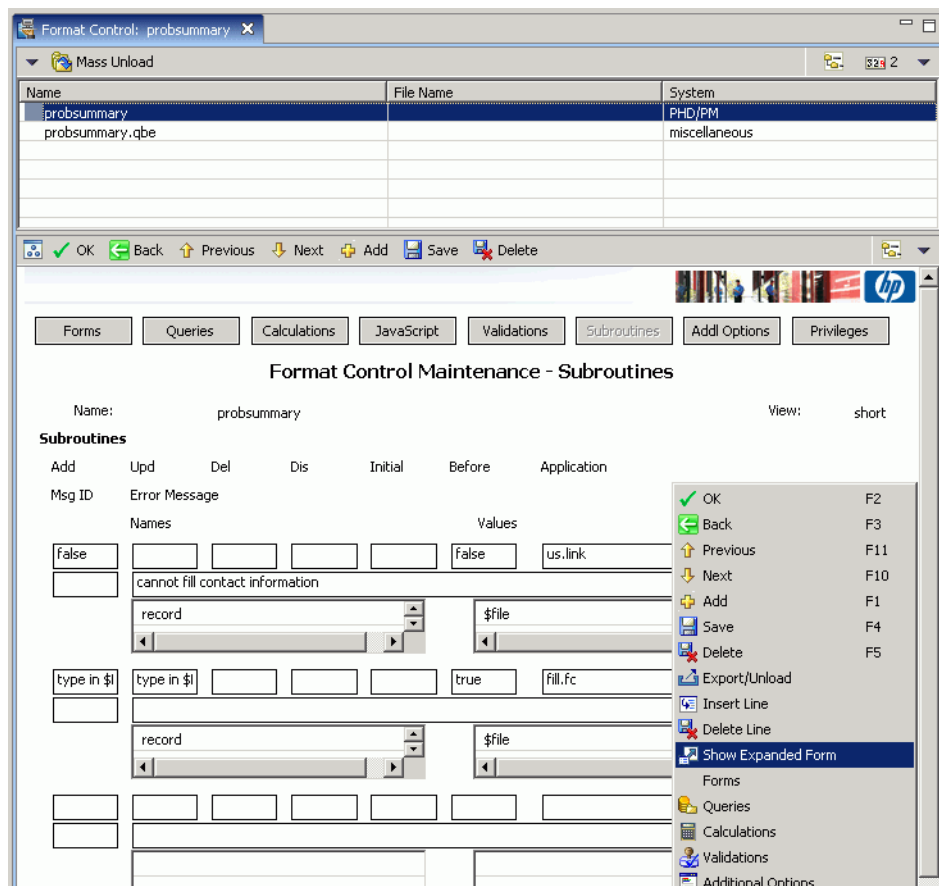 Format Control: probsummary
Mass Unload
2
Name File Name System
probsummary PHD/PM
probsummary.qbe miscellaneous
OK Back Previous Next Add Save Delete
hp
Forms Queries Calculations JavaScript Validations Subroutines Addl Options Privileges
Format Control Maintenance - Subroutines
Name: probsummary View: short
Subroutines
Add Upd Del Dis Initial Before Application
Msg ID Error Message
Names Values
false false us.link
cannot fill contact information
record $file
type in $l type in $l true fill.fc
record $file
OK F2
Back F3
Previous F11
Next F10
Add F1
Save F4
Delete F5
Export/Unload
Insert Line
Delete Line
Show Expanded Form
Forms
Queries
Calculations
Validations
Additional Options